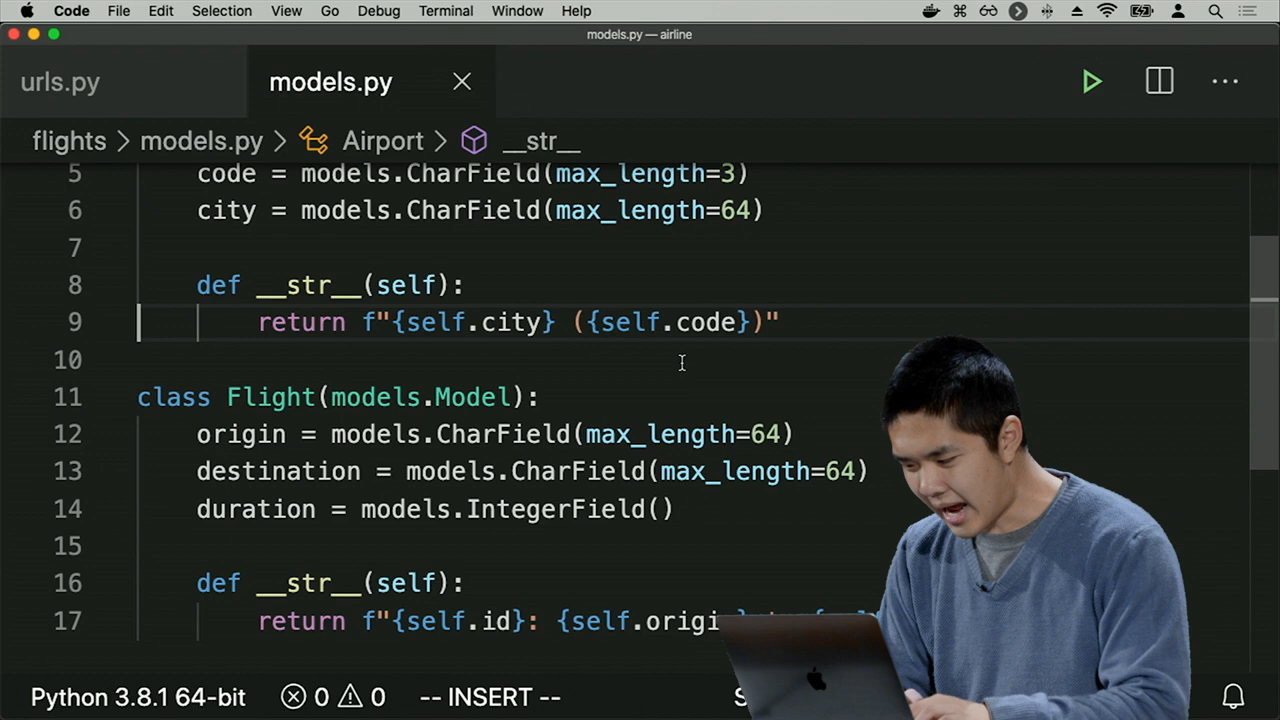 Code File Edit Selection View Go Debug Terminal Window Help
models.py — airline
urls.py models.py
flights > models.py > Airport > __str__
5 code = models.CharField(max_length=3)
6 city = models.CharField(max_length=64)
7
8 def __str__(self):
9 return f"{self.city} ({self.code})"
10
11 class Flight(models.Model):
12 origin = models.CharField(max_length=64)
13 destination = models.CharField(max_length=64)
14 duration = models.IntegerField()
15
16 def __str__(self):
17 return f"{self.id}: {self.origi
Python 3.8.1 64-bit 0 0 -- INSERT --